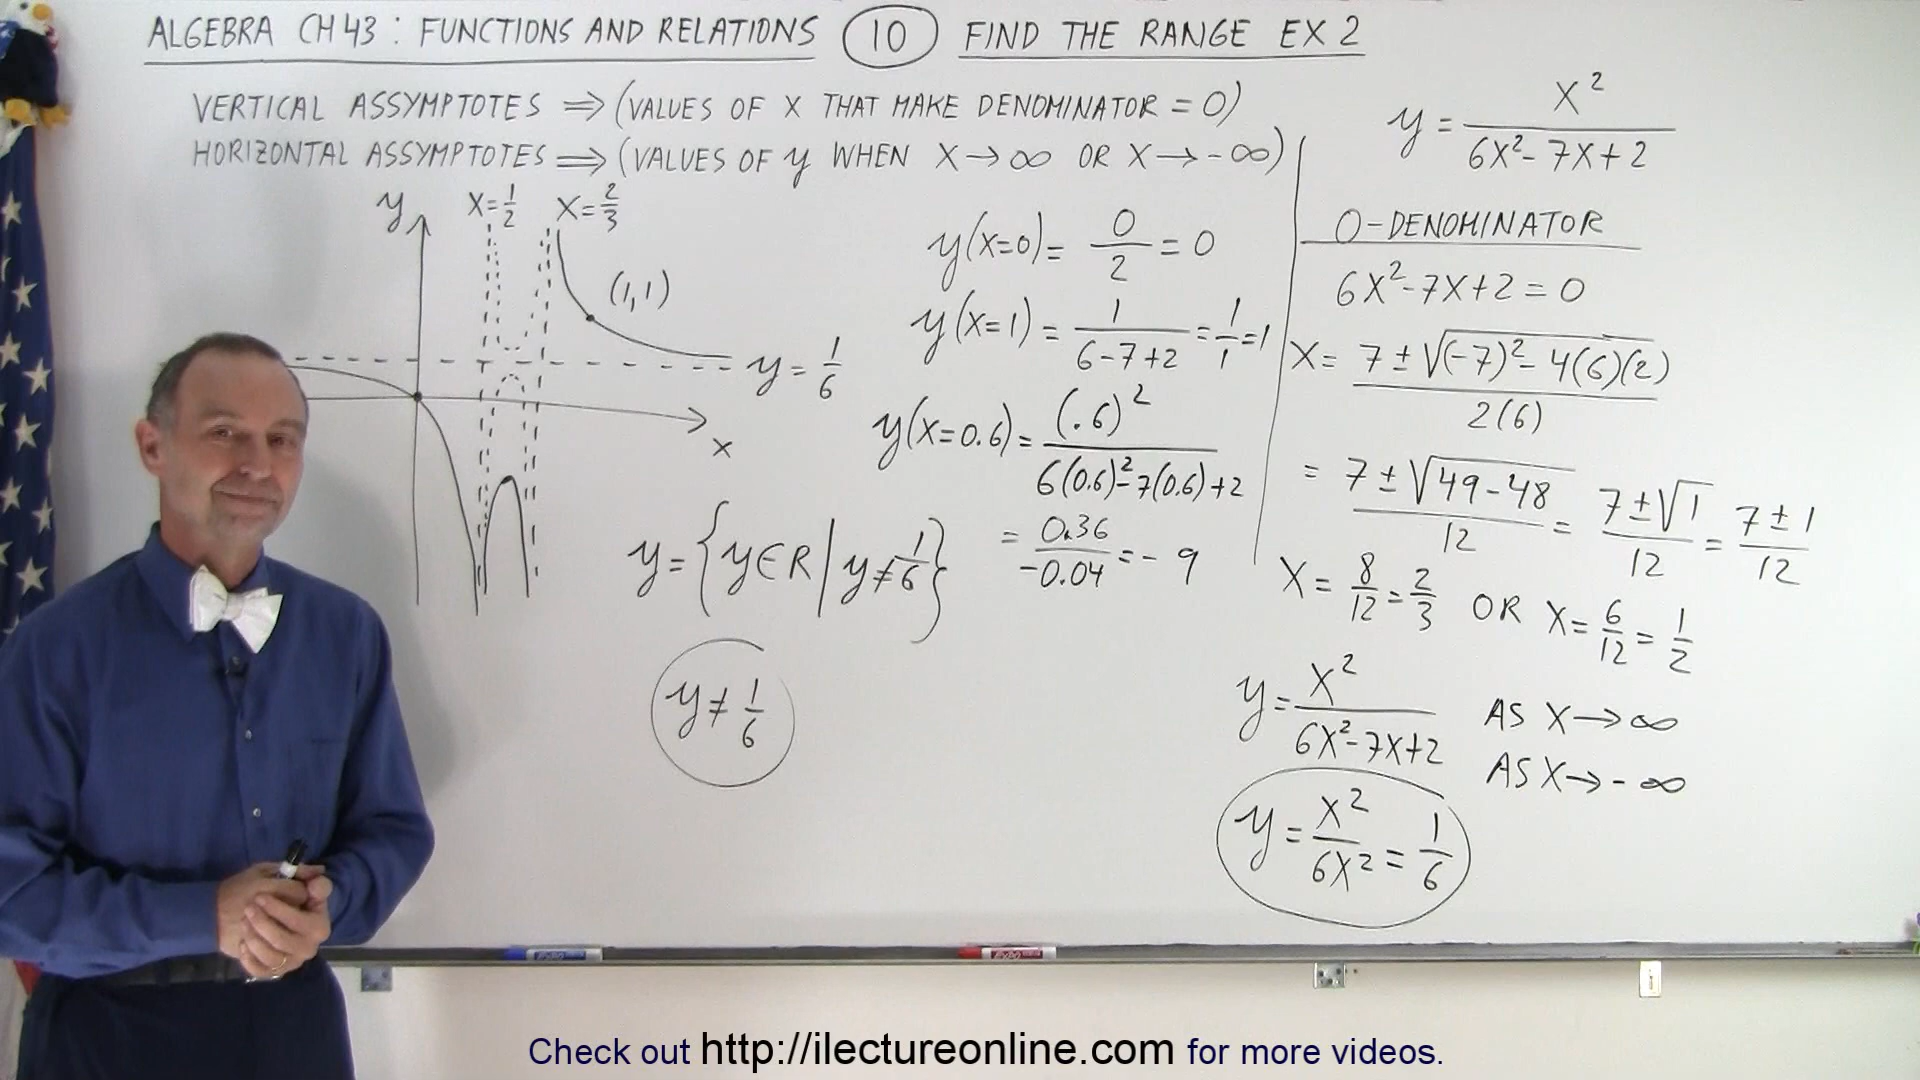 ALGEBRA CH 43 : FUNCTIONS AND RELATIONS 10 FIND THE RANGE EX 2
VERTICAL ASSYMPTOTES ⇒ (VALUES OF X THAT MAKE DENOMINATOR = 0)
HORIZONTAL ASSYMPTOTES ⇒ (VALUES OF y WHEN X → ∞ OR X → -∞)
y
X = 1/2
X = 2/3
(1,1)
y = 1/6
x
y = {y ∈ R | y ≠ 1/6}
y ≠ 1/6
y(x=0) = 0/2 = 0
y(x=1) = 1/(6-7+2) = 1/1 = 1
y(x=0.6) = (.6)²/(6(0.6)²-7(0.6)+2)
= 0.36/-0.04 = -9
y = X²/(6X²-7X+2)
0-DENOMINATOR
6X²-7X+2 = 0
X = (7 ± √((-7)²-4(6)(2)))/2(6)
= (7 ± √(49-48))/12 = (7 ± √1)/12 = (7 ± 1)/12
X = 8/12 = 2/3 OR X = 6/12 = 1/2
y = X²/(6X²-7X+2) AS X → ∞
AS X → -∞
y = X²/6X² = 1/6
Check out http://ilectureonline.com for more videos.